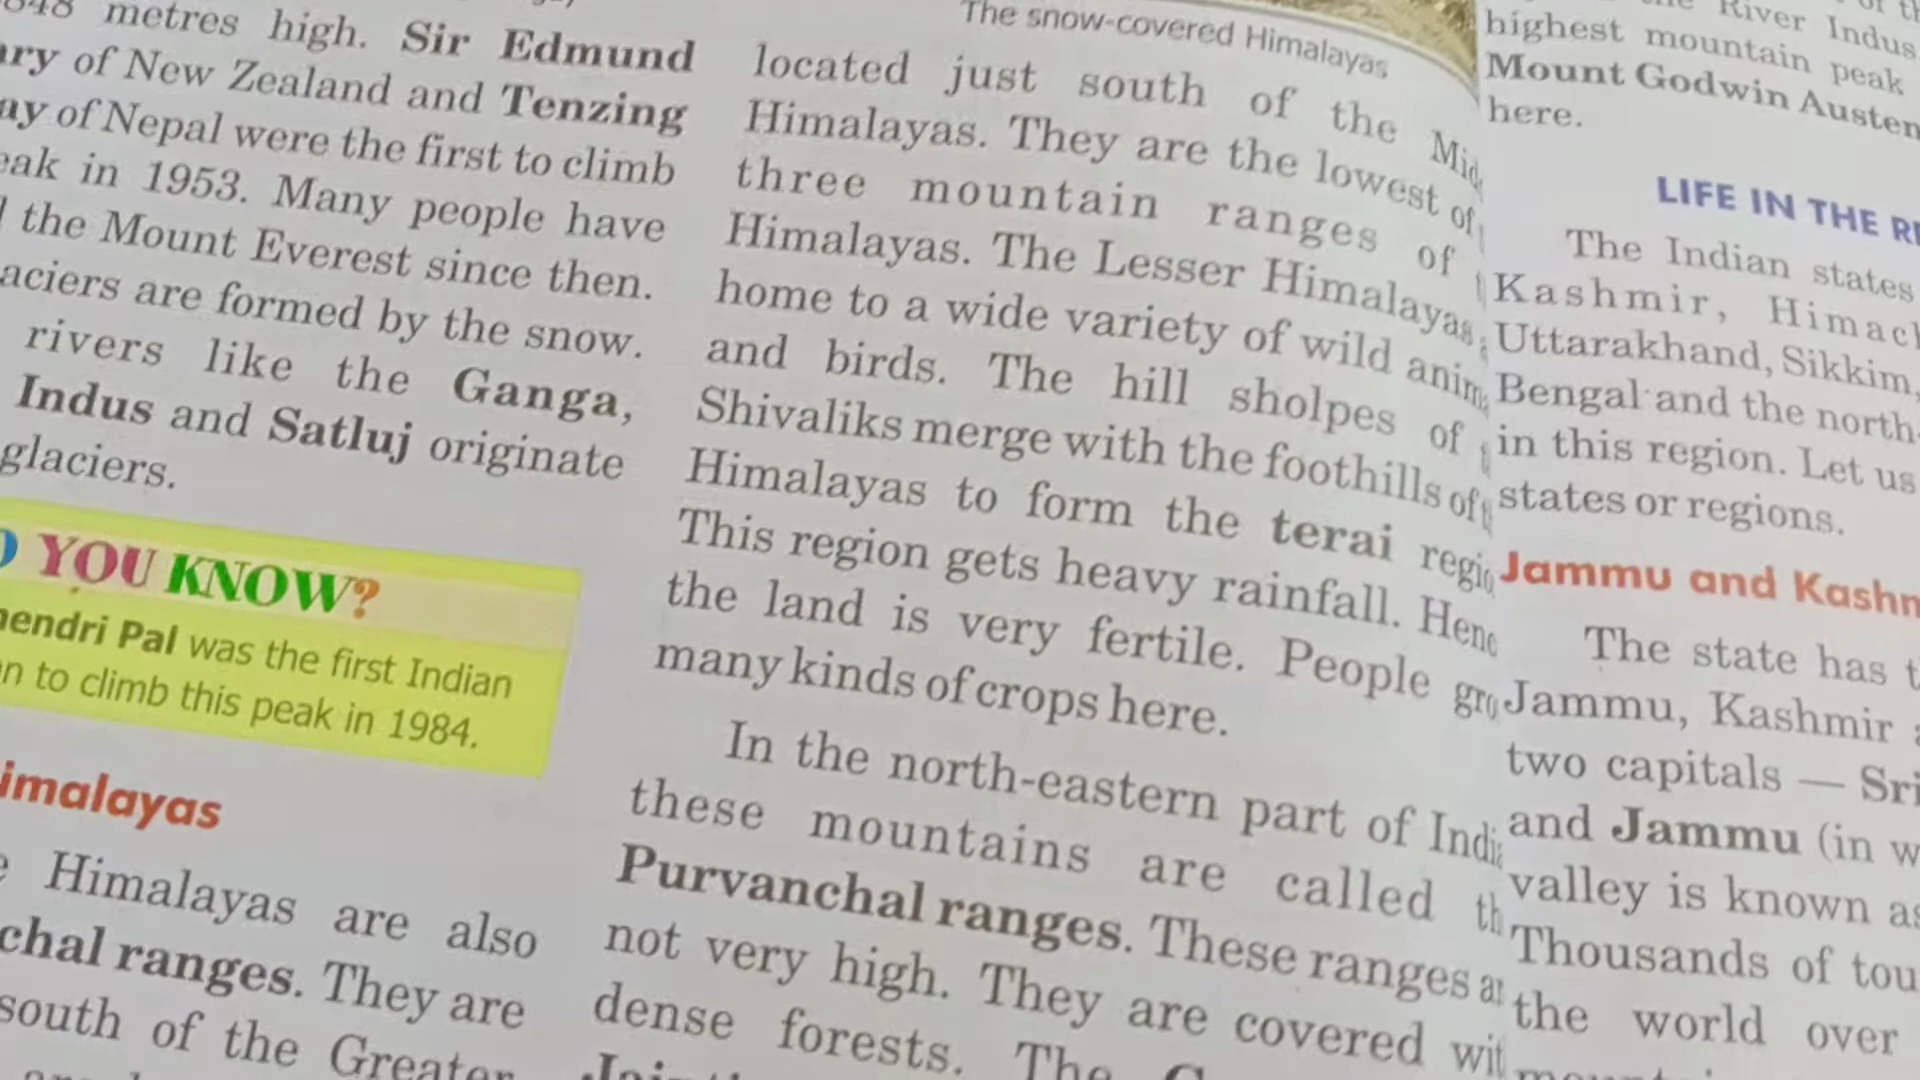 metres high. Sir Edmund
of New Zealand and Tenzing
of Nepal were the first to climb
in 1953. Many people have
the Mount Everest since then.
are formed by the snow.
rivers like the Ganga,
Indus and Satluj originate
glaciers.
YOU KNOW?
Pal was the first Indian
to climb this peak in 1984.
Himalayas are also
ranges. They are
south of the Greater
The snow-covered Himalayas
located just south of the
Himalayas. They are the lowest of
three mountain ranges of
Himalayas. The Lesser Himalayas
home to a wide variety of wild
and birds. The hill sholpes of
Shivaliks merge with the foothills of
Himalayas to form the terai
This region gets heavy rainfall.
the land is very fertile. People
many kinds of crops here.
In the north-eastern part of
these mountains are called
Purvanchal ranges. These ranges
not very high. They are covered
dense forests. The
River Indus
highest mountain peak
Mount Godwin Austen
here.
LIFE IN THE
The Indian states
Kashmir,
Uttarakhand, Sikkim,
Bengal and the north-
in this region. Let us
states or regions.
Jammu and
The state has
Jammu, Kashmir
two capitals —
and Jammu (in
valley is known
Thousands of
the world over